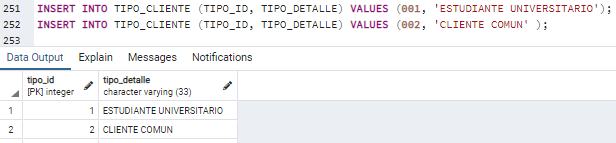 251 INSERT INTO TIPO_CLIENTE (TIPO_ID, TIPO_DETALLE) VALUES (001, 'ESTUDIANTE UNIVERSITARIO');
252 INSERT INTO TIPO_CLIENTE (TIPO_ID, TIPO_DETALLE) VALUES (002, 'CLIENTE COMUN' );
253
Data Output Explain Messages Notifications
tipo_id tipo_detalle
[PK] integer character varying (33)
1 1 ESTUDIANTE UNIVERSITARIO
2 2 CLIENTE COMUN